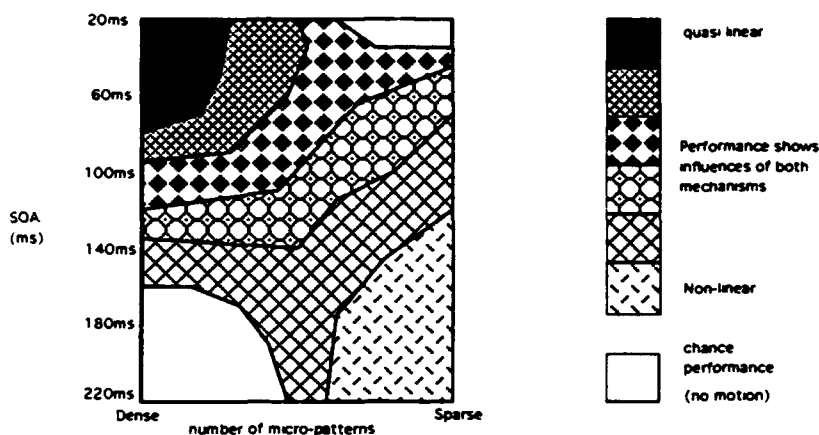 20ms
60ms
100ms
SOA
(ms)
140ms
180ms
220ms
Dense
Sparse
number of micro-patterns
quasi linear
Performance shows
influences of both
mechanisms
Non-linear
chance
performance
(no motion)